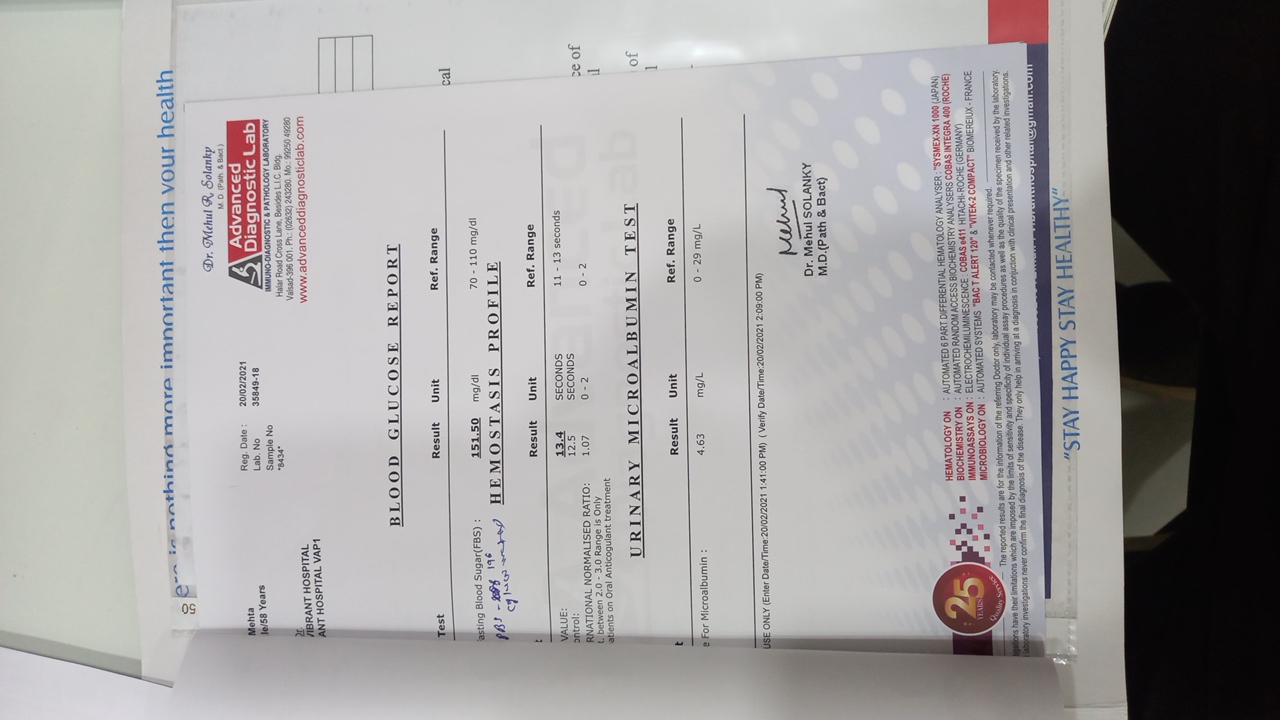 50
nothing more important then your health
Dr. Mehul R. Solanky
M. D. (Path. & Bact.)
Advanced
Diagnostic Lab
IMMUNO-DIAGNOSTIC & PATHOLOGY LABORATORY
Halar Road Cross Lane, Besides L.I.C. Bldg.
Valsad-396 001. Ph.: (02632) 243280. Mo.: 99250 49280
www.advanceddiagnosticlab.com
Mehta
le/58 Years
Dr.
VIBRANT HOSPITAL
ANT HOSPITAL VAP1
Reg. Date : 20/02/2021
Lab. No 35849-18
Sample No
"8434"
BLOOD GLUCOSE REPORT
Test Result Unit Ref. Range
asting Blood Sugar(FBS) : 151.50 mg/dl 70 - 110 mg/dl
196
HEMOSTASIS PROFILE
t Result Unit Ref. Range
VALUE: 13.4 SECONDS 11 - 13 seconds
ontrol: 12.5 SECONDS
RNATIONAL NORMALISED RATIO: 1.07 0 - 2 0 - 2
t. between 2.0 - 3.0 Range is Only
atients on Oral Anticogulant treatment
URINARY MICROALBUMIN TEST
t Result Unit Ref. Range
e For Microalbumin : 4.63 mg/L 0 - 29 mg/L
USE ONLY (Enter Date/Time:20/02/2021 1:41:00 PM) ( Verify Date/Time:20/02/2021 2:09:00 PM)
Mehul
Dr. Mehul SOLANKY
M.D.(Path & Bact)
cal
ce of
l
of
l
25
YEARS
Quality Service
HEMATOLOGY ON : AUTOMATED 6 PART DIFFERENTIAL HEMATOLOGY ANALYSER : "SYSMEX-XN 1000 (JAPAN)
BIOCHEMISTRY ON : AUTOMATED RANDOM ACCESS BIOCHEMISTRY ANALYSERS COBAS INTEGRA 400 (ROCHE)
IMMUNOASSAYS ON : ELECTROCHEMILUMINESCENCE : COBAS e411 HITACHI-ROCHE (GERMANY)
MICROBIOLOGY ON : AUTOMATED SYSTEMS "BAC T ALERT 120" & "VITEK-2 COMPACT" BIOMEREIUX - FRANCE
The reported results are for the information of the referring Doctor only, laboratory may be contacted whenever required.
igations have their limitations which are imposed by the limits of sensitivity and specificity of individual assay procedures as well as the quality of the specimen received by the laboratory.
laboratory investigations never confirm the final diagnosis of the disease. They only help in arriving at a diagnosis in conjuction with clinical presentation and other related investigations.
hospital@gmail.com
"STAY HAPPY STAY HEALTHY"